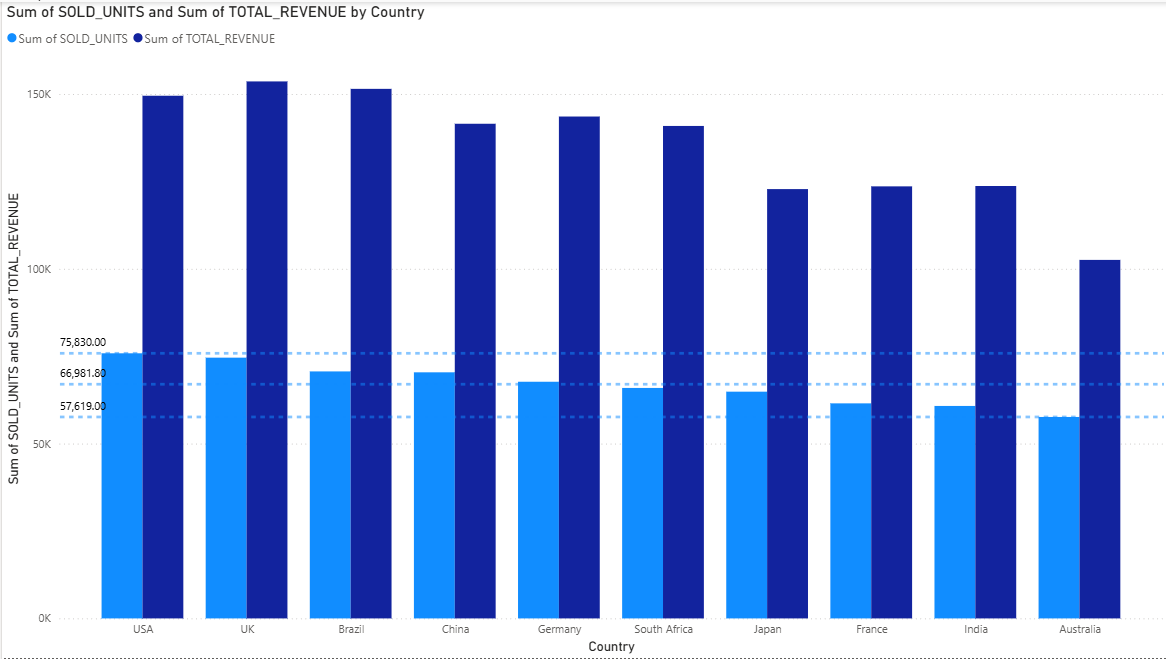 Sum of SOLD_UNITS and Sum of TOTAL_REVENUE by Country
Sum of SOLD_UNITS Sum of TOTAL_REVENUE
Sum of SOLD_UNITS and Sum of TOTAL_REVENUE
150K
100K
75,830.00
66,981.80
57,619.00
50K
0K
USA UK Brazil China Germany South Africa Japan France India Australia
Country